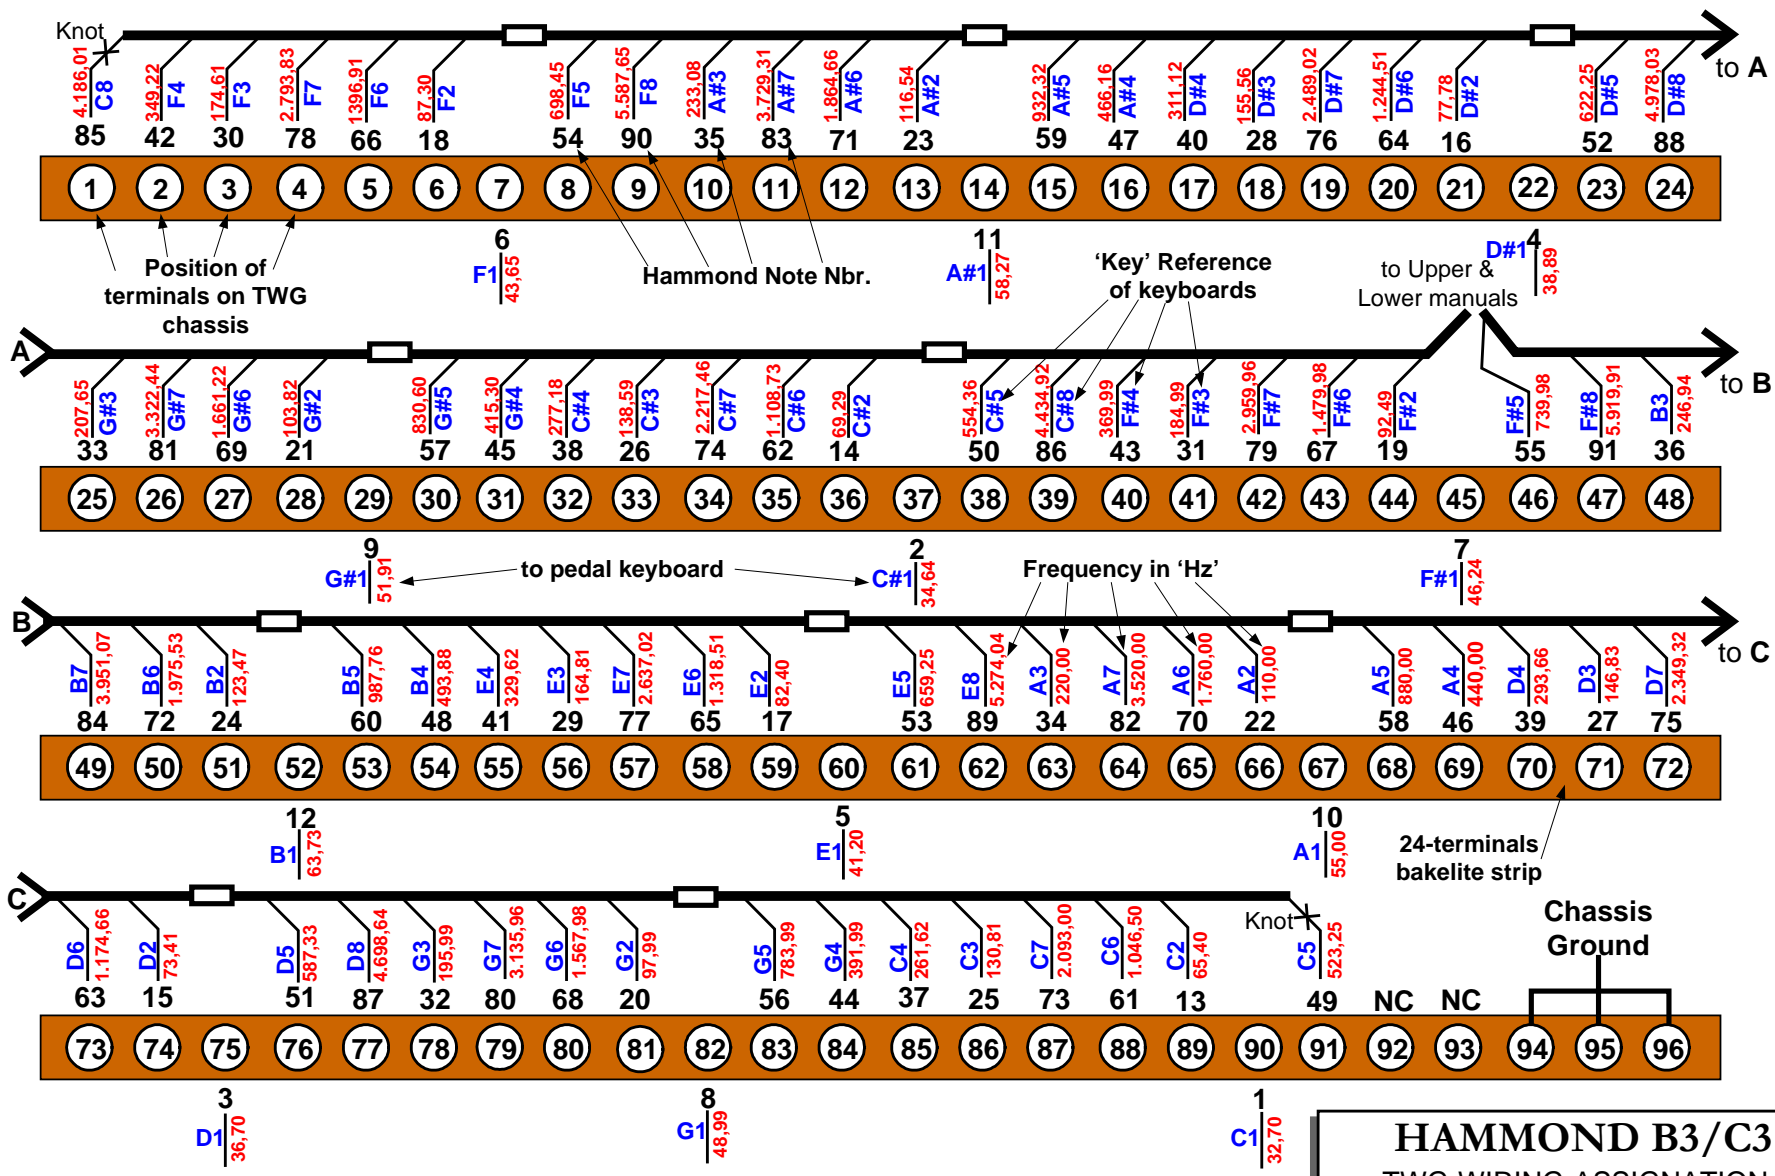 Knot
4.186,01 349,22 174,61 2.793,83 1396,91 87.30 698,45 5.587,65 233,08 3.729,31 1.864,66 116,54 932,32 466,16 311,12 155,56 2.489,02 1.244,51 77,78 622,25 4.978,03
C8 F4 F3 F7 F6 F2 F5 F8 A#3 A#7 A#6 A#2 A#5 A#4 D#4 D#3 D#7 D#6 D#2 D#5 D#8
to A
85 42 30 78 66 18 54 90 35 83 71 23 59 47 40 28 76 64 16 52 88
1 2 3 4 5 6 7 8 9 10 11 12 13 14 15 16 17 18 19 20 21 22 23 24
6 11 4
F1 43,65 A#1 58,27 D#1 38,89
Position of
terminals on TWG
chassis
Hammond Note Nbr.
'Key' Reference
of keyboards
to Upper &
Lower manuals
A
207,65 3.322,44 1.661,22 103,82 830,60 415,30 277,18 138,59 2.217,46 1.108,73 69,29 554,36 4.434,92 369,99 184,99 2.959,96 1.479,98 92,49 739,98 5.919,91 246,94
G#3 G#7 G#6 G#2 G#5 G#4 C#4 C#3 C#7 C#6 C#2 C#5 C#8 F#4 F#3 F#7 F#6 F#2 F#5 F#8 B3
to B
33 81 69 21 57 45 38 26 74 62 14 50 86 43 31 79 67 19 55 91 36
25 26 27 28 29 30 31 32 33 34 35 36 37 38 39 40 41 42 43 44 45 46 47 48
9 2 7
G#1 51,91 C#1 34,64 F#1 46,24
to pedal keyboard
Frequency in 'Hz'
B
B7 B6 B2 B5 B4 E4 E3 E7 E6 E2 E5 E8 A3 A7 A6 A2 A5 A4 D4 D3 D7
3.951,07 1.975,53 123,47 987,76 493,88 329,62 164,81 2.637,02 1.318,51 82,40 659,25 5.274,04 220,00 3.520,00 1.760,00 110,00 880,00 440,00 293,66 146,83 2.349,32
to C
84 72 24 60 48 41 29 77 65 17 53 89 34 82 70 22 58 46 39 27 75
49 50 51 52 53 54 55 56 57 58 59 60 61 62 63 64 65 66 67 68 69 70 71 72
12 5 10
B1 63,73 E1 41,20 A1 55,00
24-terminals
bakelite strip
C
D6 D2 D5 D8 G3 G7 G6 G2 G5 G4 C4 C3 C7 C6 C2 C5
1.174,66 73,41 587,33 4.698,64 195,99 3.135,96 1.567,98 97,99 783,99 391,99 261,62 130,81 2.093,00 1.046,50 65,40 523,25
Knot
Chassis
Ground
63 15 51 87 32 80 68 20 56 44 37 25 73 61 13 49 NC NC
73 74 75 76 77 78 79 80 81 82 83 84 85 86 87 88 89 90 91 92 93 94 95 96
3 8 1
D1 36,70 G1 48,99 C1 32,70
HAMMOND B3/C3